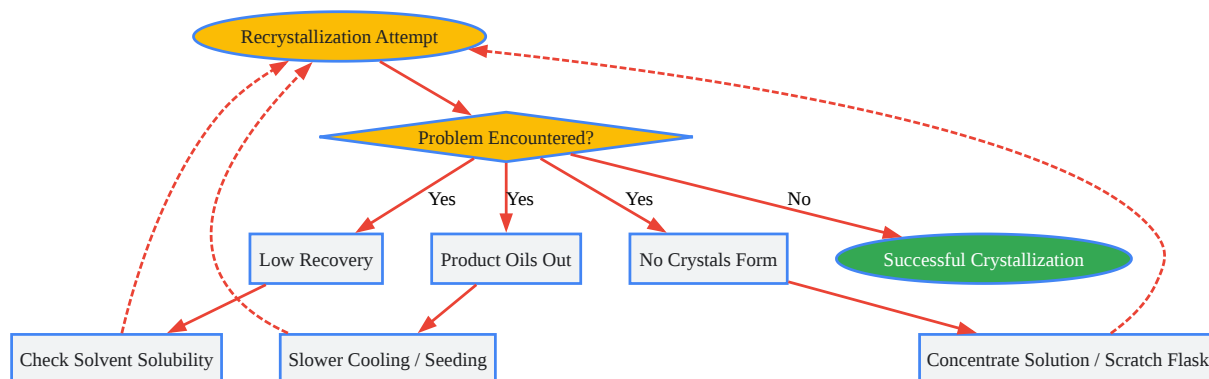 Recrystallization Attempt
Problem Encountered?
Yes
Yes
Yes
No
Low Recovery
Product Oils Out
No Crystals Form
Successful Crystallization
Check Solvent Solubility
Slower Cooling / Seeding
Concentrate Solution / Scratch Flask